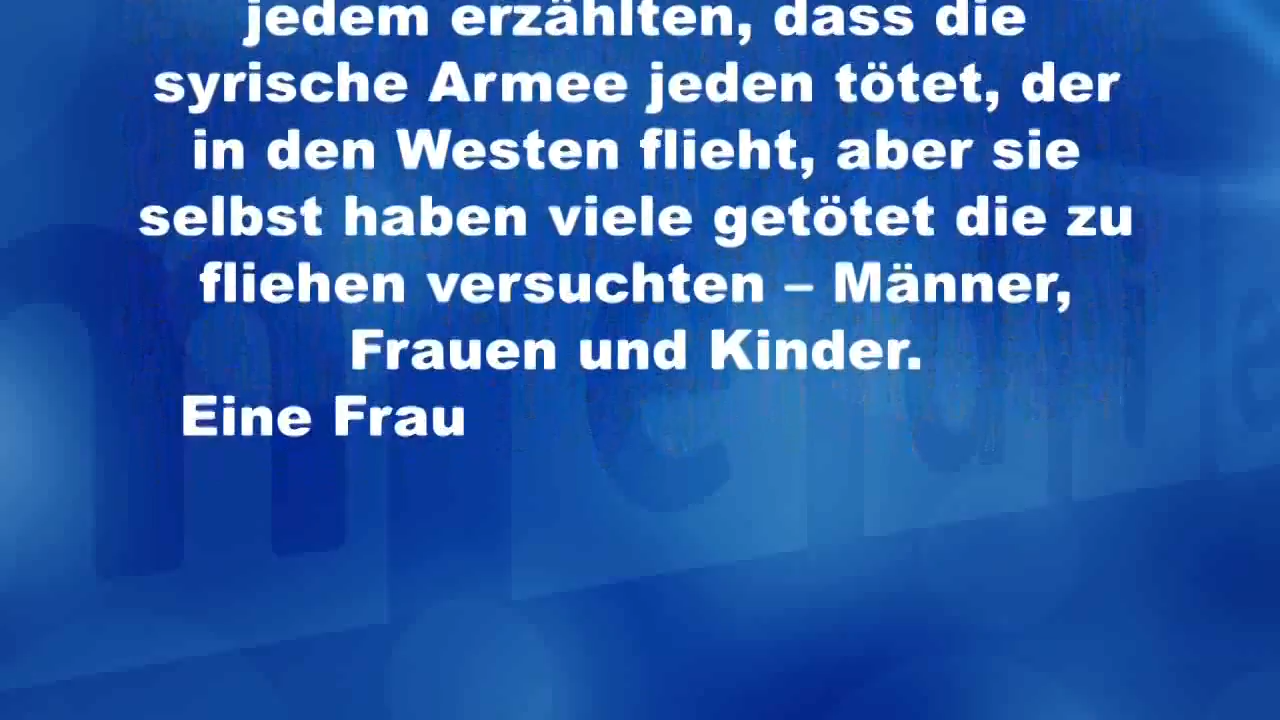 jedem erzählten, dass die
syrische Armee jeden tötet, der
in den Westen flieht, aber sie
selbst haben viele getötet die zu
fliehen versuchten – Männer,
Frauen und Kinder.
Eine Frau